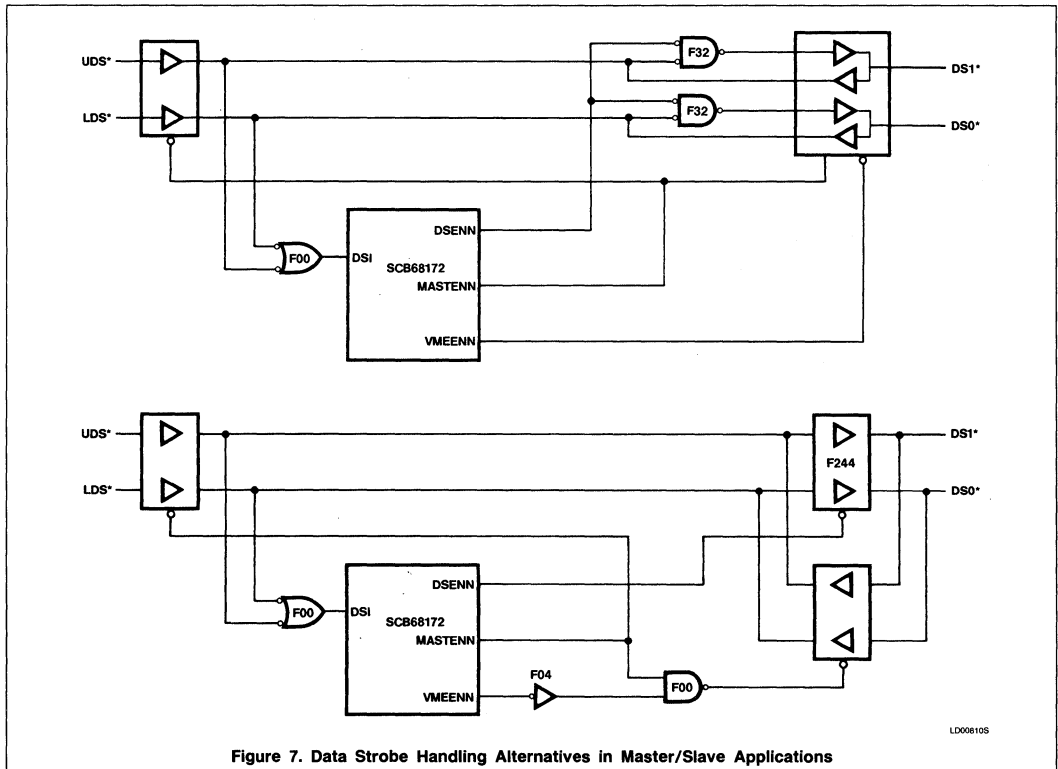 UDS*
F32
DS1*
LDS*
F32
DS0*
DSENN
F00
DSI
SCB68172
MASTENN
VMEENN
UDS*
DS1*
F244
LDS*
DS0*
DSENN
F00
DSI
SCB68172
MASTENN
F04
F00
VMEENN
LD00810S
Figure 7. Data Strobe Handling Alternatives in Master/Slave Applications